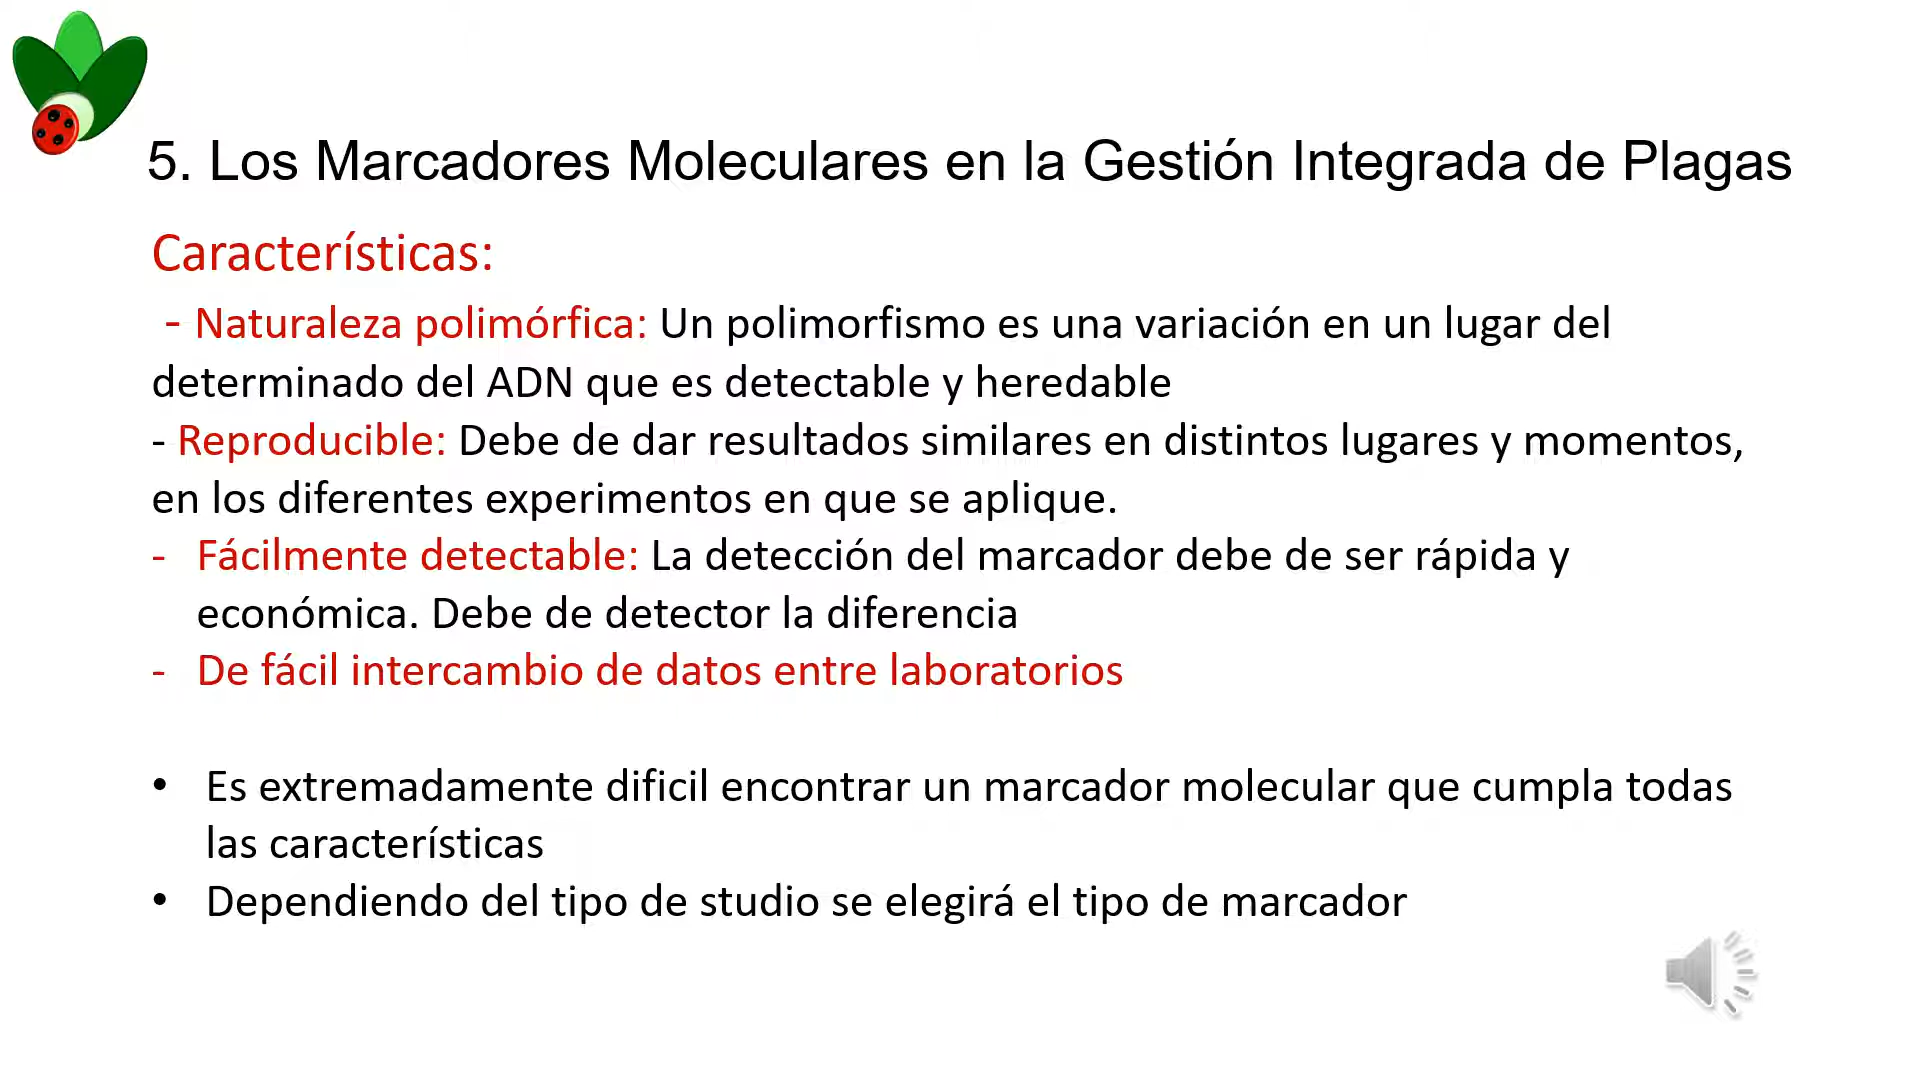 5. Los Marcadores Moleculares en la Gestión Integrada de Plagas
Características:
- Naturaleza polimórfica: Un polimorfismo es una variación en un lugar del
determinado del ADN que es detectable y heredable
- Reproducible: Debe de dar resultados similares en distintos lugares y momentos,
en los diferentes experimentos en que se aplique.
- Fácilmente detectable: La detección del marcador debe de ser rápida y
económica. Debe de detector la diferencia
- De fácil intercambio de datos entre laboratorios
• Es extremadamente dificil encontrar un marcador molecular que cumpla todas
las características
• Dependiendo del tipo de studio se elegirá el tipo de marcador